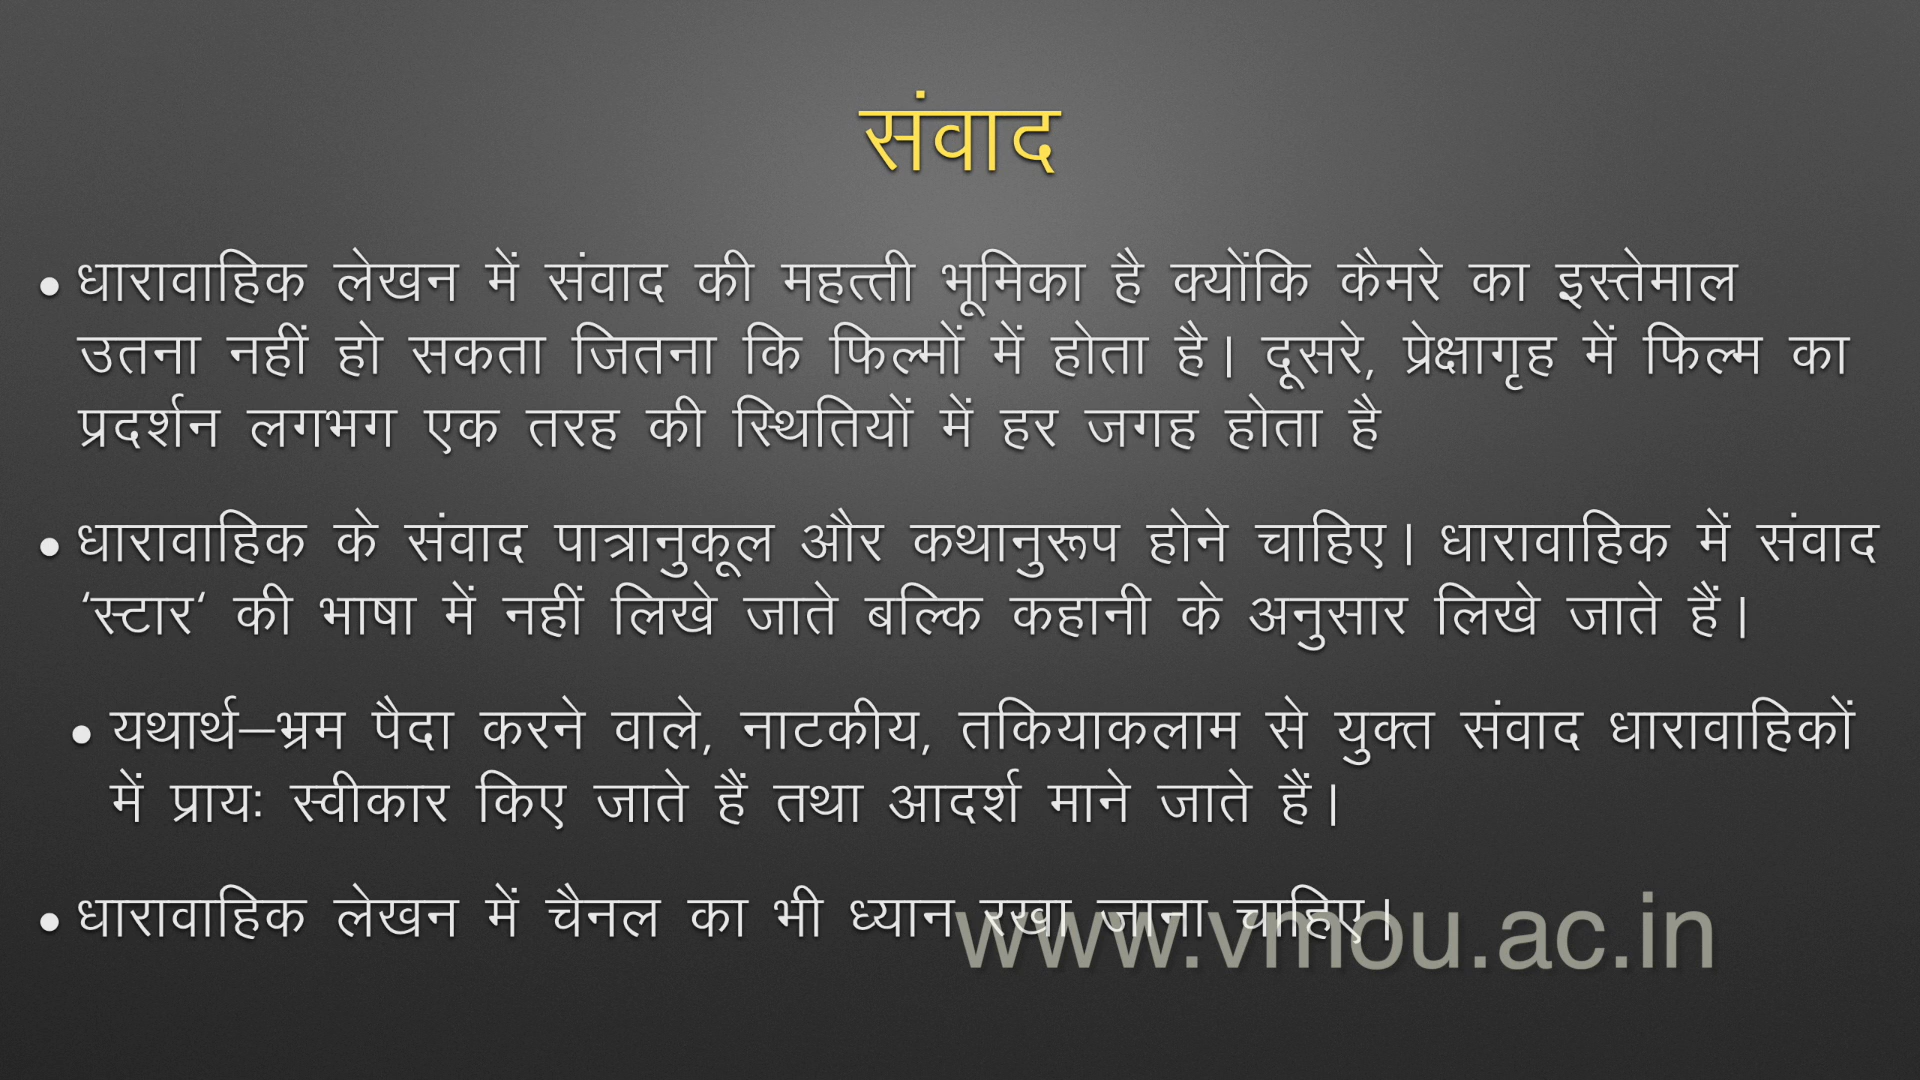 संवाद
• धारावाहिक लेखन में संवाद की महत्ती भूमिका है क्योंकि कैमरे का इस्तेमाल
उतना नहीं हो सकता जितना कि फिल्मों में होता है। दूसरे, प्रेक्षागृह में फिल्म का
प्रदर्शन लगभग एक तरह की स्थितियों में हर जगह होता है
• धारावाहिक के संवाद पात्रानुकूल और कथानुरूप होने चाहिए। धारावाहिक में संवाद
‘स्टार‘ की भाषा में नहीं लिखे जाते बल्कि कहानी के अनुसार लिखे जाते हैं।
• यथार्थ–भ्रम पैदा करने वाले, नाटकीय, तकियाकलाम से युक्त संवाद धारावाहिकों
में प्रायः स्वीकार किए जाते हैं तथा आदर्श माने जाते हैं।
• धारावाहिक लेखन में चैनल का भी ध्यान रखा जाना चाहिए।
www.vmou.ac.in